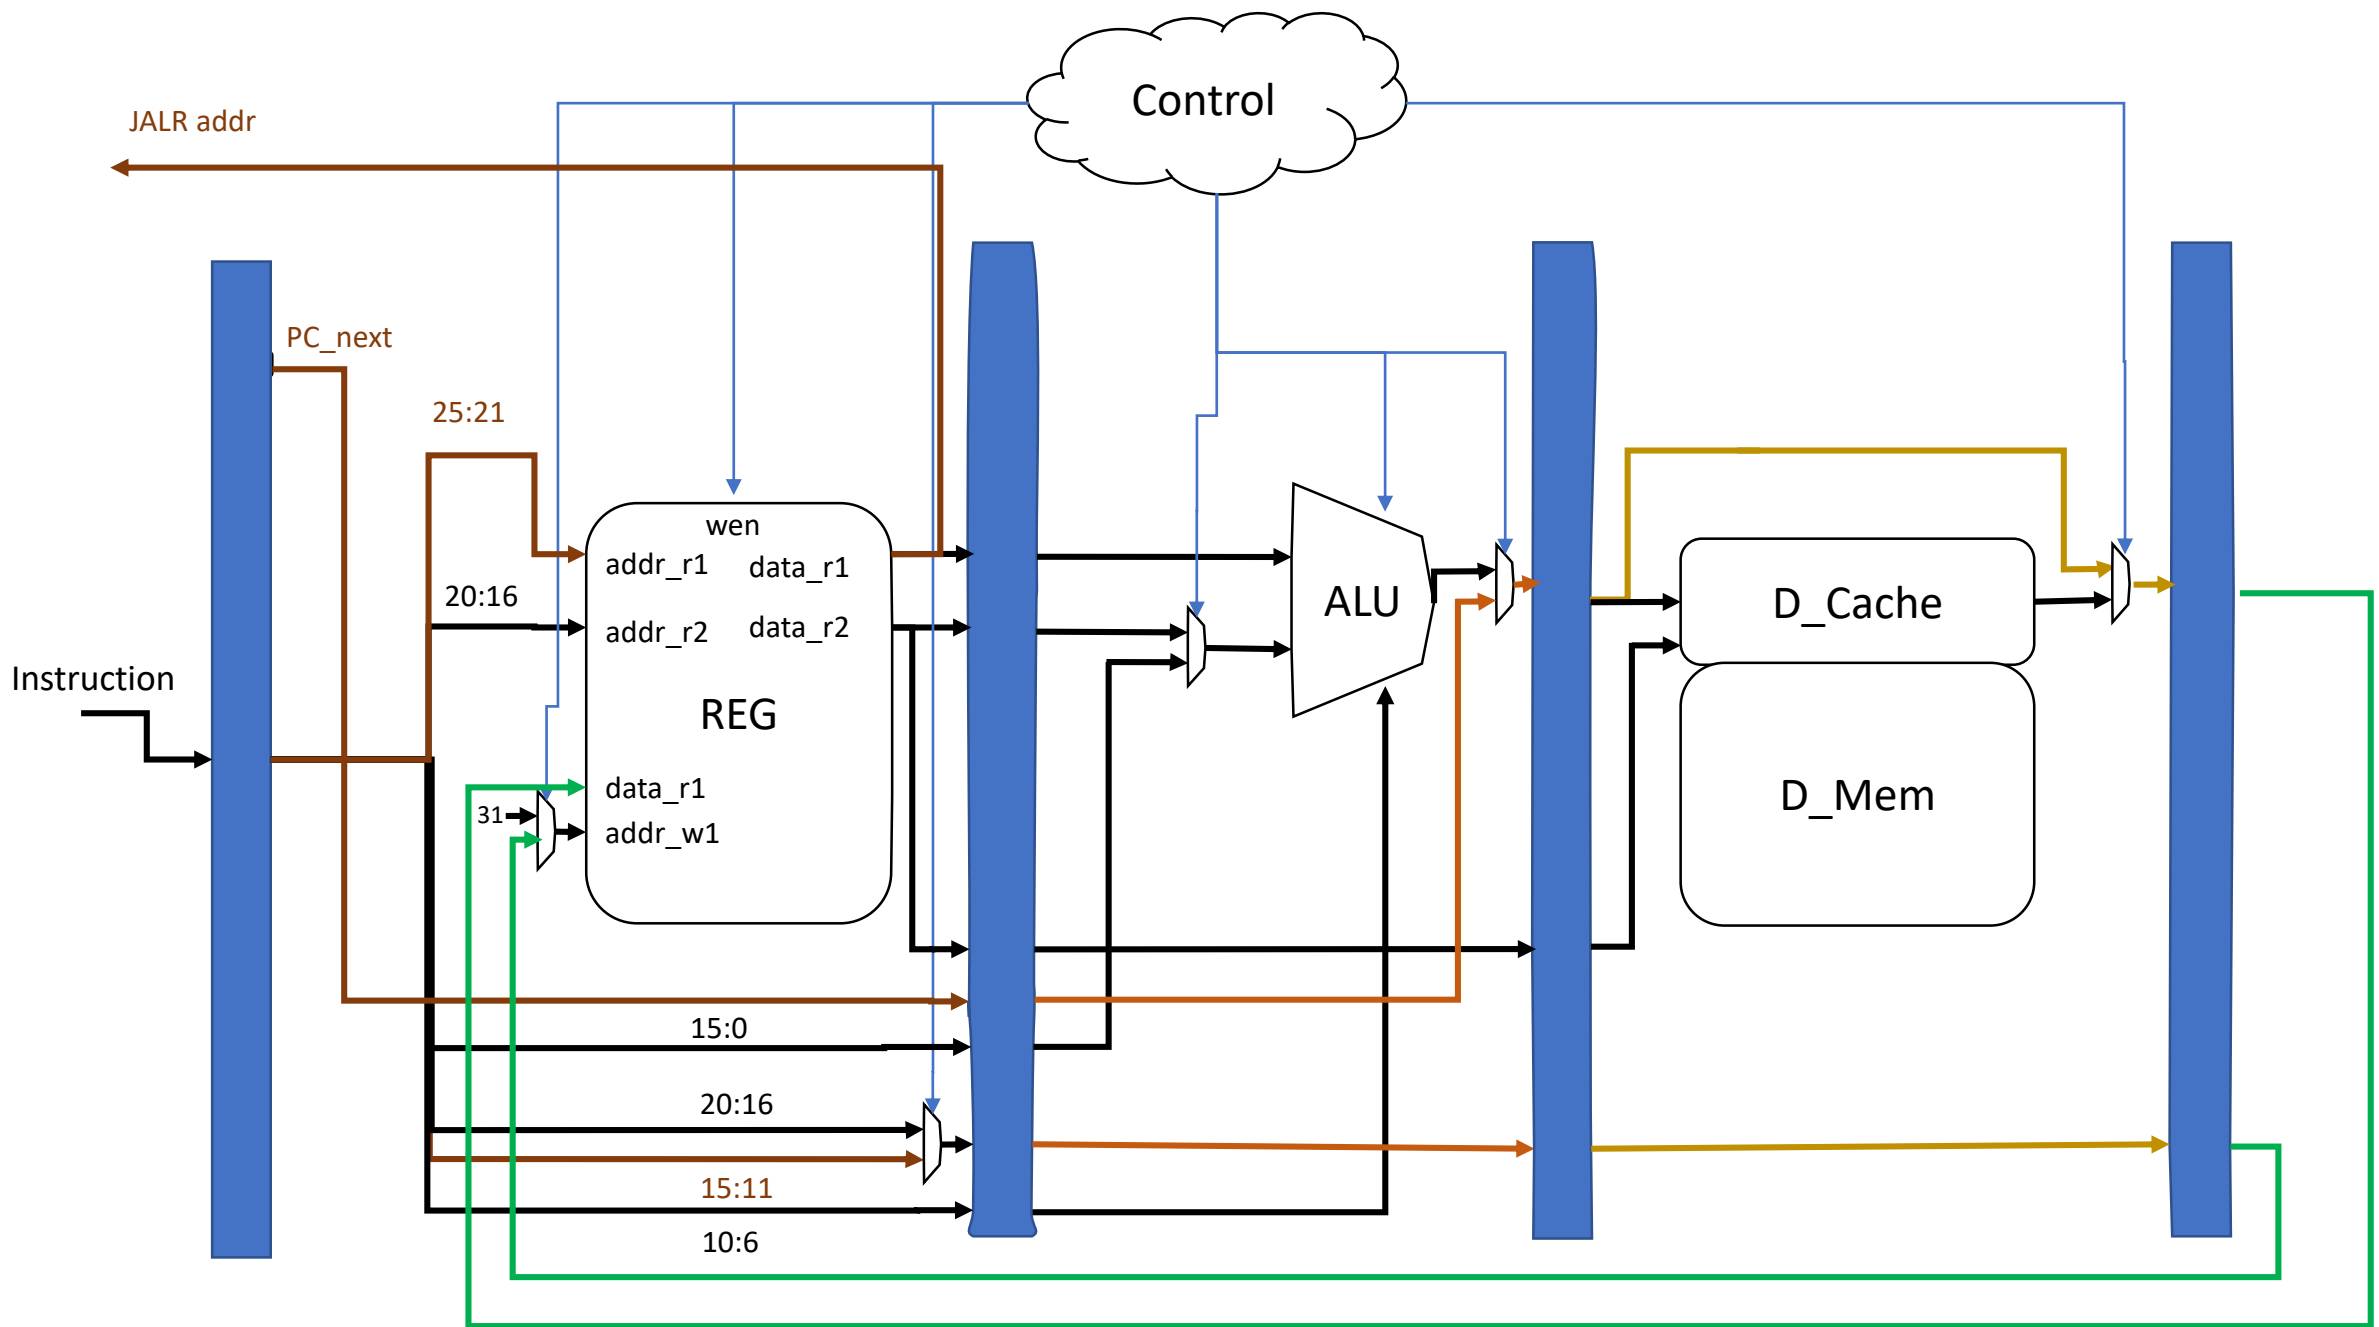 Control
JALR addr
PC_next
25:21
wen
addr_r1
data_r1
20:16
addr_r2
data_r2
ALU
D_Cache
Instruction
REG
data_r1
31
addr_w1
D_Mem
15:0
20:16
15:11
10:6